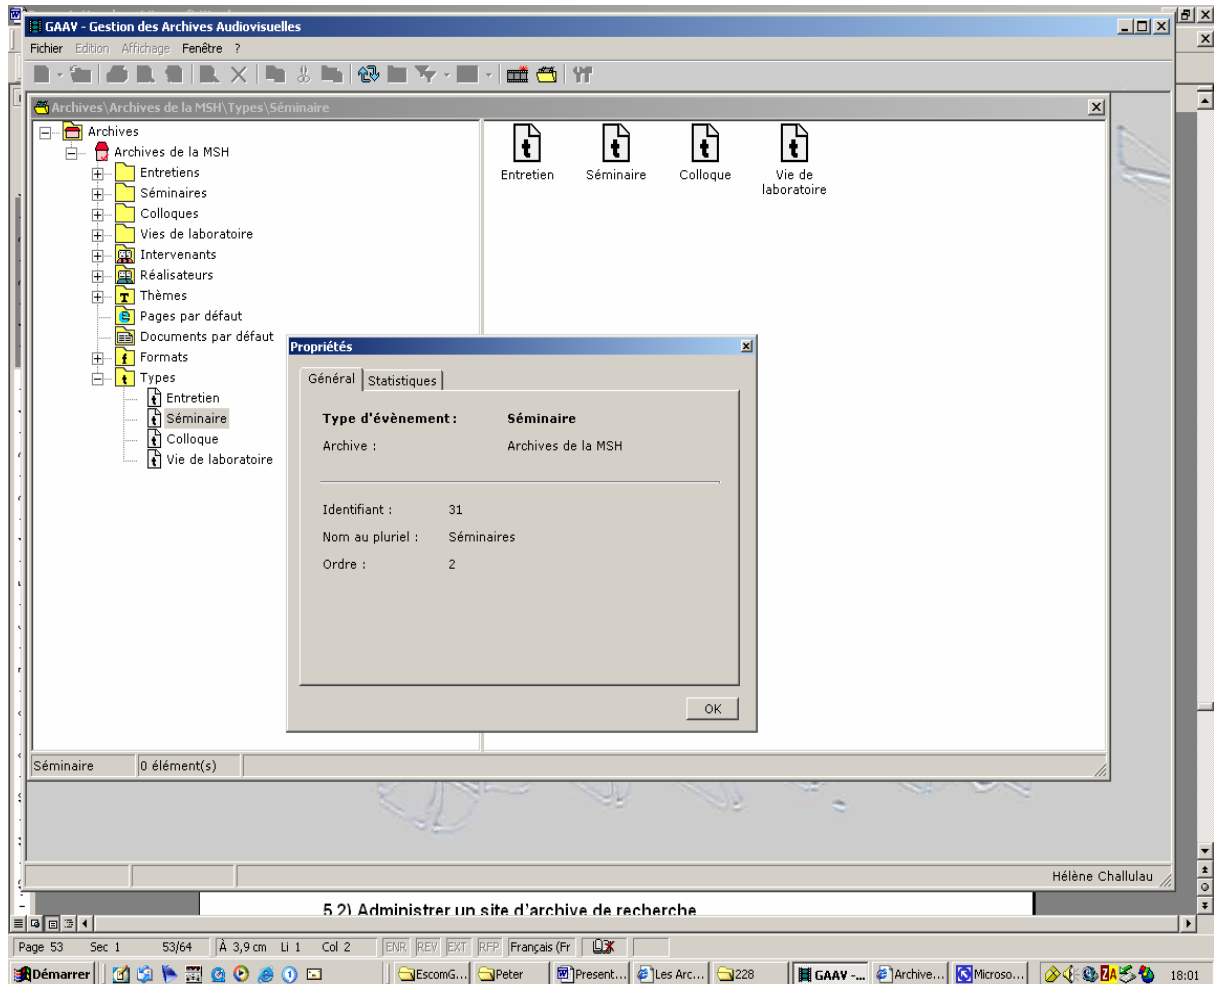 GAAV - Gestion des Archives Audiovisuelles
Fichier Edition Affichage Fenêtre ?
Archives\Archives de la MSH\Types\Séminaire
Archives
Archives de la MSH
Entretiens
Séminaires
Colloques
Vies de laboratoire
Intervenants
Réalisateurs
Thèmes
Pages par défaut
Documents par défaut
Formats
Types
Entretien
Séminaire
Colloque
Vie de laboratoire
Entretien Séminaire Colloque Vie de
laboratoire
Propriétés
Général Statistiques
Type d'évènement : Séminaire
Archive : Archives de la MSH
Identifiant : 31
Nom au pluriel : Séminaires
Ordre : 2
OK
Séminaire 0 élément(s)
Hélène Challulau
5.2) Administrer un site d'archive de recherche
Page 53 Sec 1 53/64 À 3,9 cm Li 1 Col 2 ENR REV EXT RFP Français (Fr
Démarrer EscomG... Peter Present... Les Arc... 228 GAAV -... Archive... Microso... 18:01